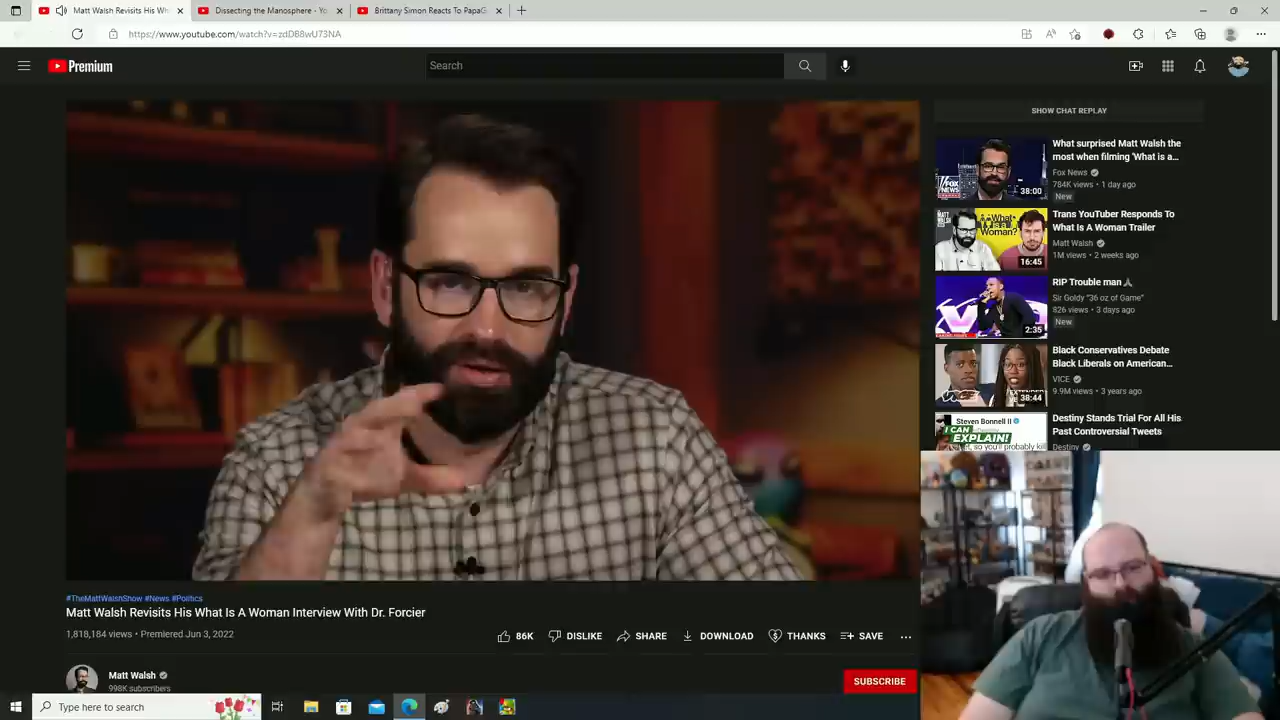 Matt Walsh Revisits His Wh
Dissecting the Manosphere - Yo
Brittany Simon Reacts To PapaG
https://www.youtube.com/watch?v=zdDB8wU73NA
Premium
Search
SHOW CHAT REPLAY
What surprised Matt Walsh the
most when filming 'What is a...
Fox News
784K views • 1 day ago
New
38:00
Trans YouTuber Responds To
What Is A Woman Trailer
Matt Walsh
1M views • 2 weeks ago
16:45
RIP Trouble man🙏
Sir Goldy "36 oz of Game"
826 views • 3 days ago
New
2:35
Black Conservatives Debate
Black Liberals on American...
VICE
9.9M views • 3 years ago
38:44
Destiny Stands Trial For All His
Past Controversial Tweets
Destiny
Steven Bonnell II
I CAN
EXPLAIN!
#TheMattWalshShow #News #Politics
Matt Walsh Revisits His What Is A Woman Interview With Dr. Forcier
1,818,184 views • Premiered Jun 3, 2022
86K
DISLIKE
SHARE
DOWNLOAD
THANKS
SAVE
Matt Walsh
998K subscribers
SUBSCRIBE
Type here to search